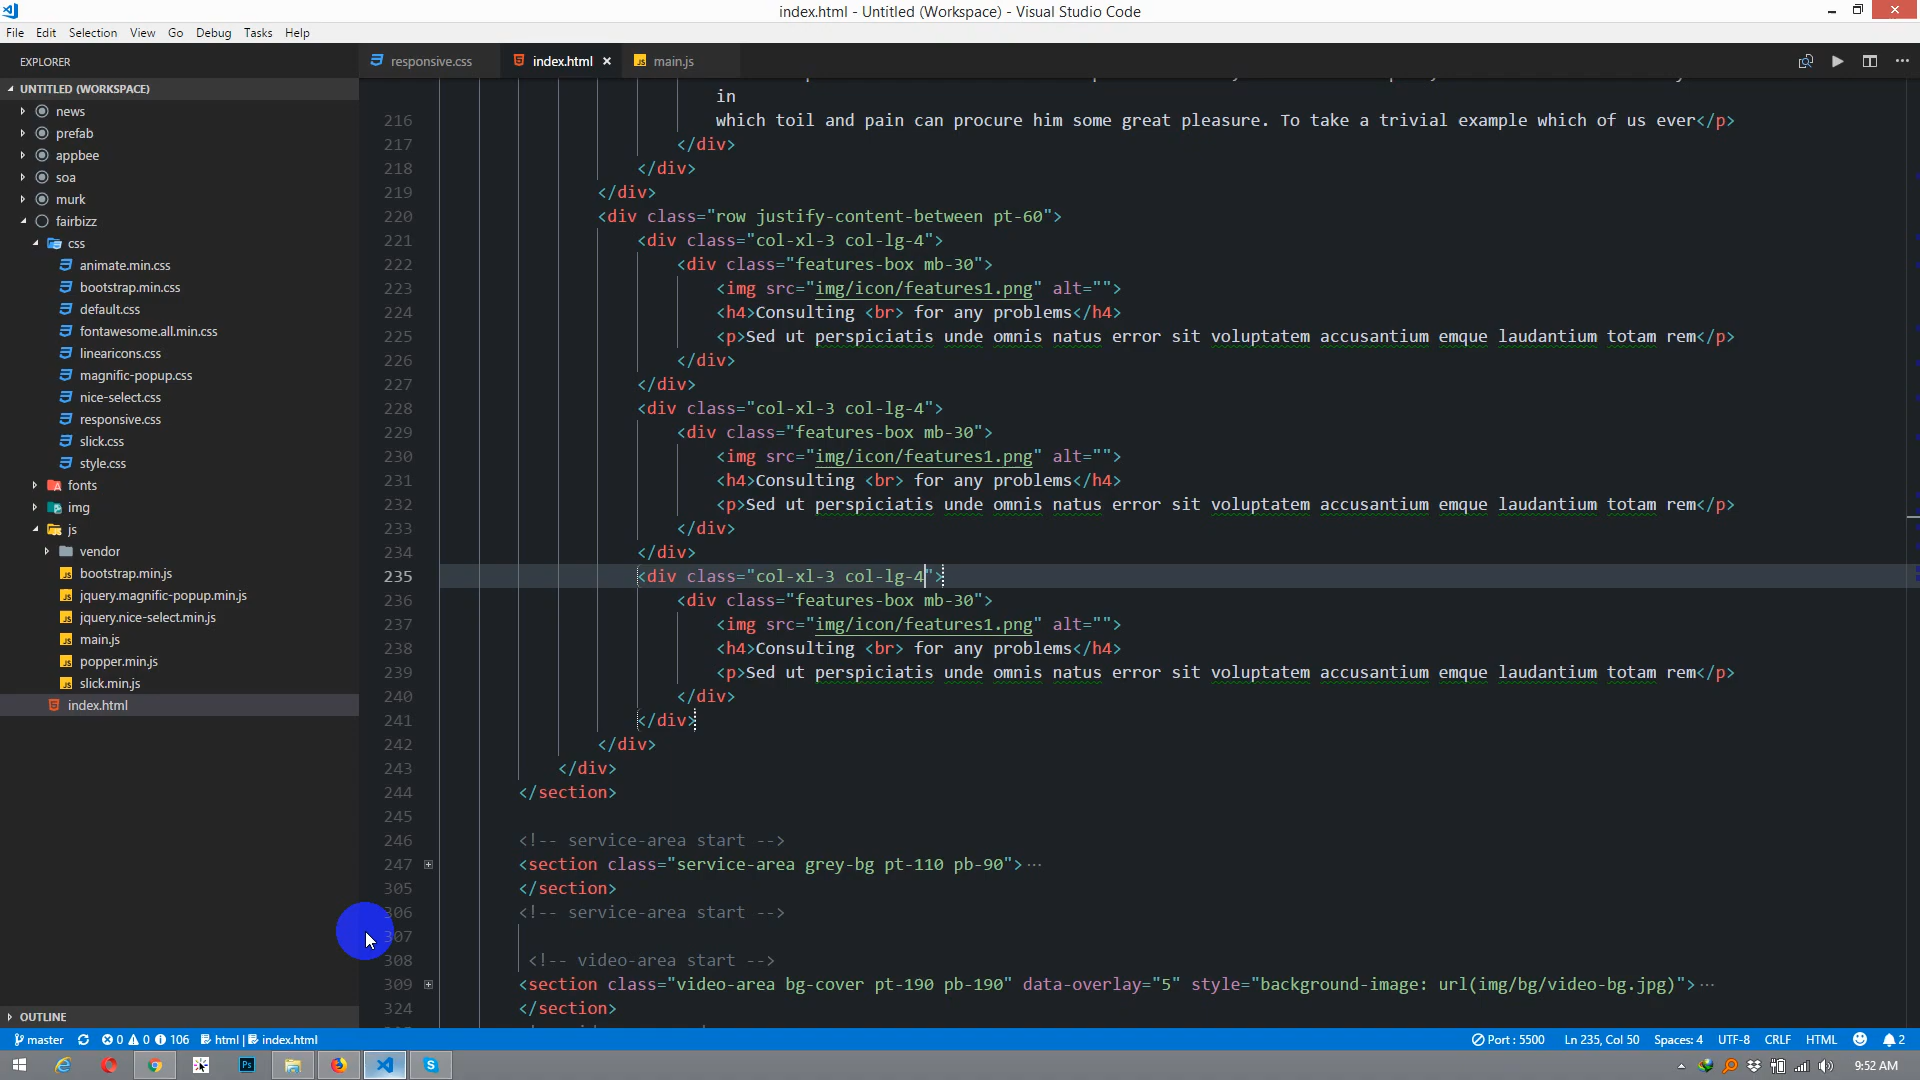 index.html - Untitled (Workspace) - Visual Studio Code
File Edit Selection View Go Debug Tasks Help
EXPLORER
responsive.css
index.html ×
main.js
UNTITLED (WORKSPACE)
news
prefab
appbee
soa
murk
fairbizz
css
animate.min.css
bootstrap.min.css
default.css
fontawesome.all.min.css
linearicons.css
magnific-popup.css
nice-select.css
responsive.css
slick.css
style.css
fonts
img
js
vendor
bootstrap.min.js
jquery.magnific-popup.min.js
jquery.nice-select.min.js
main.js
popper.min.js
slick.min.js
index.html
OUTLINE
in
216 which toil and pain can procure him some great pleasure. To take a trivial example which of us ever</p>
217 </div>
218 </div>
219 </div>
220 <div class="row justify-content-between pt-60">
221 <div class="col-xl-3 col-lg-4">
222 <div class="features-box mb-30">
223 <img src="img/icon/features1.png" alt="">
224 <h4>Consulting <br> for any problems</h4>
225 <p>Sed ut perspiciatis unde omnis natus error sit voluptatem accusantium emque laudantium totam rem</p>
226 </div>
227 </div>
228 <div class="col-xl-3 col-lg-4">
229 <div class="features-box mb-30">
230 <img src="img/icon/features1.png" alt="">
231 <h4>Consulting <br> for any problems</h4>
232 <p>Sed ut perspiciatis unde omnis natus error sit voluptatem accusantium emque laudantium totam rem</p>
233 </div>
234 </div>
235 <div class="col-xl-3 col-lg-4">
236 <div class="features-box mb-30">
237 <img src="img/icon/features1.png" alt="">
238 <h4>Consulting <br> for any problems</h4>
239 <p>Sed ut perspiciatis unde omnis natus error sit voluptatem accusantium emque laudantium totam rem</p>
240 </div>
241 </div>
242 </div>
243 </div>
244 </section>
245
246 <!-- service-area start -->
247 <section class="service-area grey-bg pt-110 pb-90">…
305 </section>
306 <!-- service-area start -->
307
308 <!-- video-area start -->
309 <section class="video-area bg-cover pt-190 pb-190" data-overlay="5" style="background-image: url(img/bg/video-bg.jpg)">…
324 </section>
master 0 0 106 html | index.html Port : 5500 Ln 235, Col 50 Spaces: 4 UTF-8 CRLF HTML 2
9:52 AM